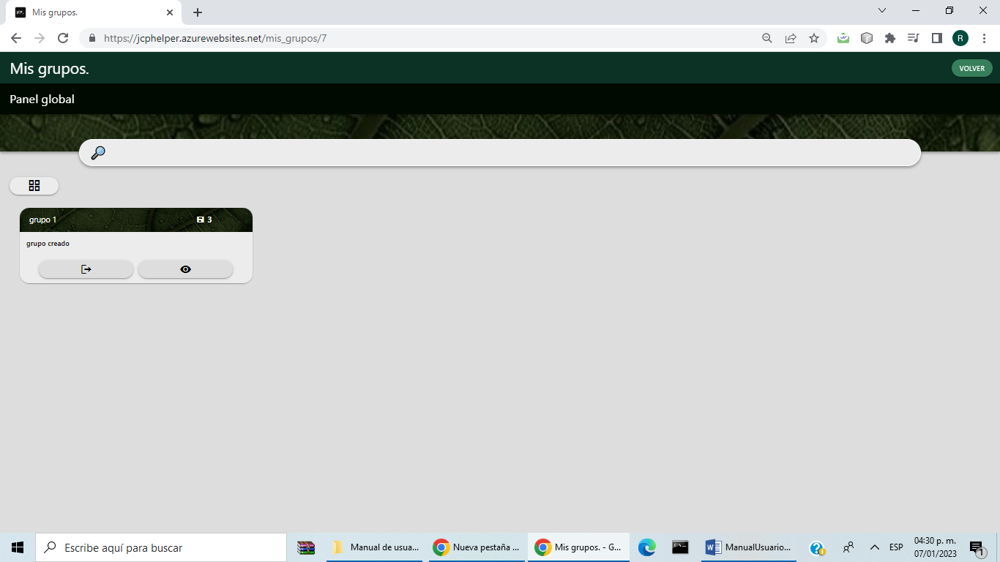 JCP_
Mis grupos.
https://jcphelper.azurewebsites.net/mis_grupos/7
R
Mis grupos.
VOLVER
Panel global
grupo 1
3
grupo creado
Escribe aquí para buscar
Manual de usua...
Nueva pestaña ...
Mis grupos. - G...
ManualUsuario...
ESP
04:30 p. m.
07/01/2023
1